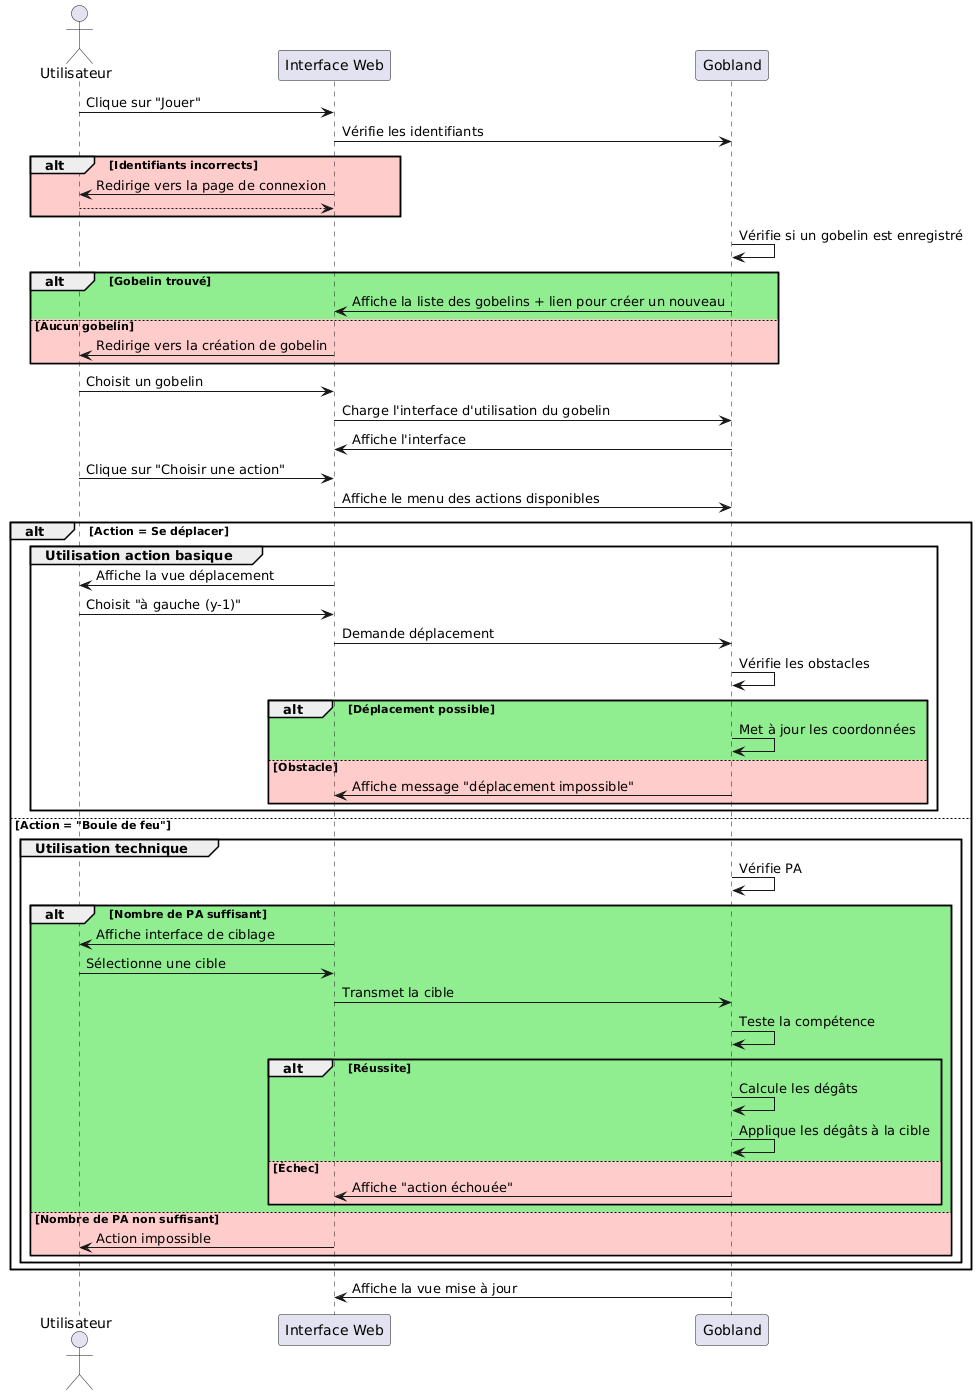 Utilisateur
Interface Web
Gobland
Clique sur "Jouer"
Vérifie les identifiants
alt [Identifiants incorrects]
Redirige vers la page de connexion
Vérifie si un gobelin est enregistré
alt [Gobelin trouvé]
Affiche la liste des gobelins + lien pour créer un nouveau
[Aucun gobelin]
Redirige vers la création de gobelin
Choisit un gobelin
Charge l'interface d'utilisation du gobelin
Affiche l'interface
Clique sur "Choisir une action"
Affiche le menu des actions disponibles
alt [Action = Se déplacer]
Utilisation action basique
Affiche la vue déplacement
Choisit "à gauche (y-1)"
Demande déplacement
Vérifie les obstacles
alt [Déplacement possible]
Met à jour les coordonnées
[Obstacle]
Affiche message "déplacement impossible"
[Action = "Boule de feu"]
Utilisation technique
Vérifie PA
alt [Nombre de PA suffisant]
Affiche interface de ciblage
Sélectionne une cible
Transmet la cible
Teste la compétence
alt [Réussite]
Calcule les dégâts
Applique les dégâts à la cible
[Échec]
Affiche "action échouée"
[Nombre de PA non suffisant]
Action impossible
Affiche la vue mise à jour
Utilisateur
Interface Web
Gobland